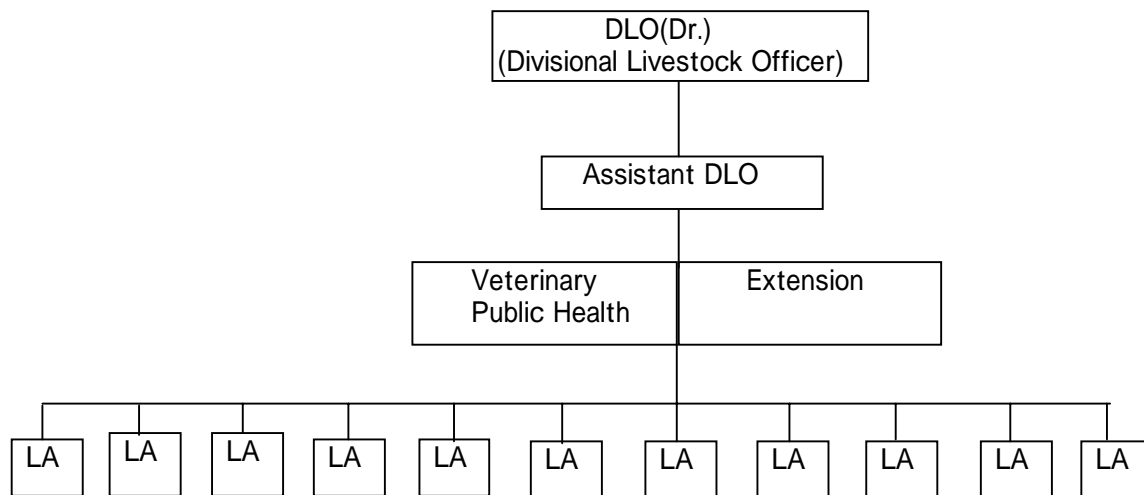 DLO(Dr.)
(Divisional Livestock Officer)
Assistant DLO
Veterinary
Public Health
Extension
LA LA LA LA LA LA LA LA LA LA LA